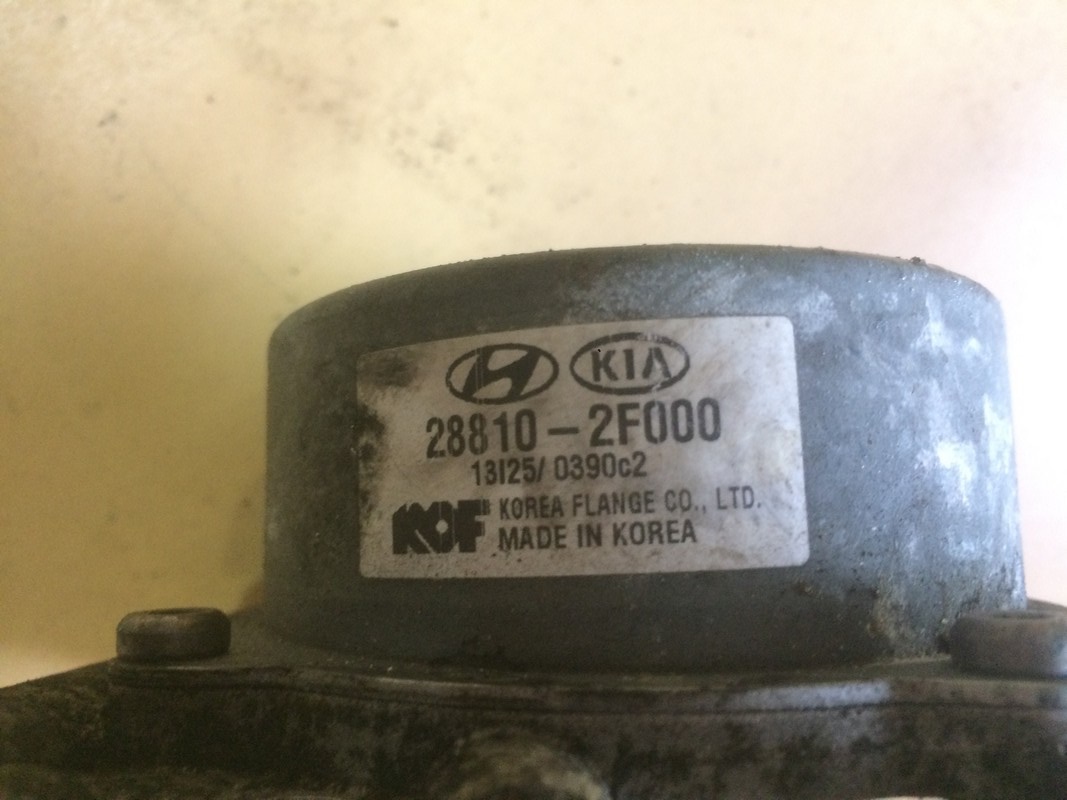 KIA
28810-2F000
13I25/ 0390c2
KOF KOREA FLANGE CO., LTD.
MADE IN KOREA